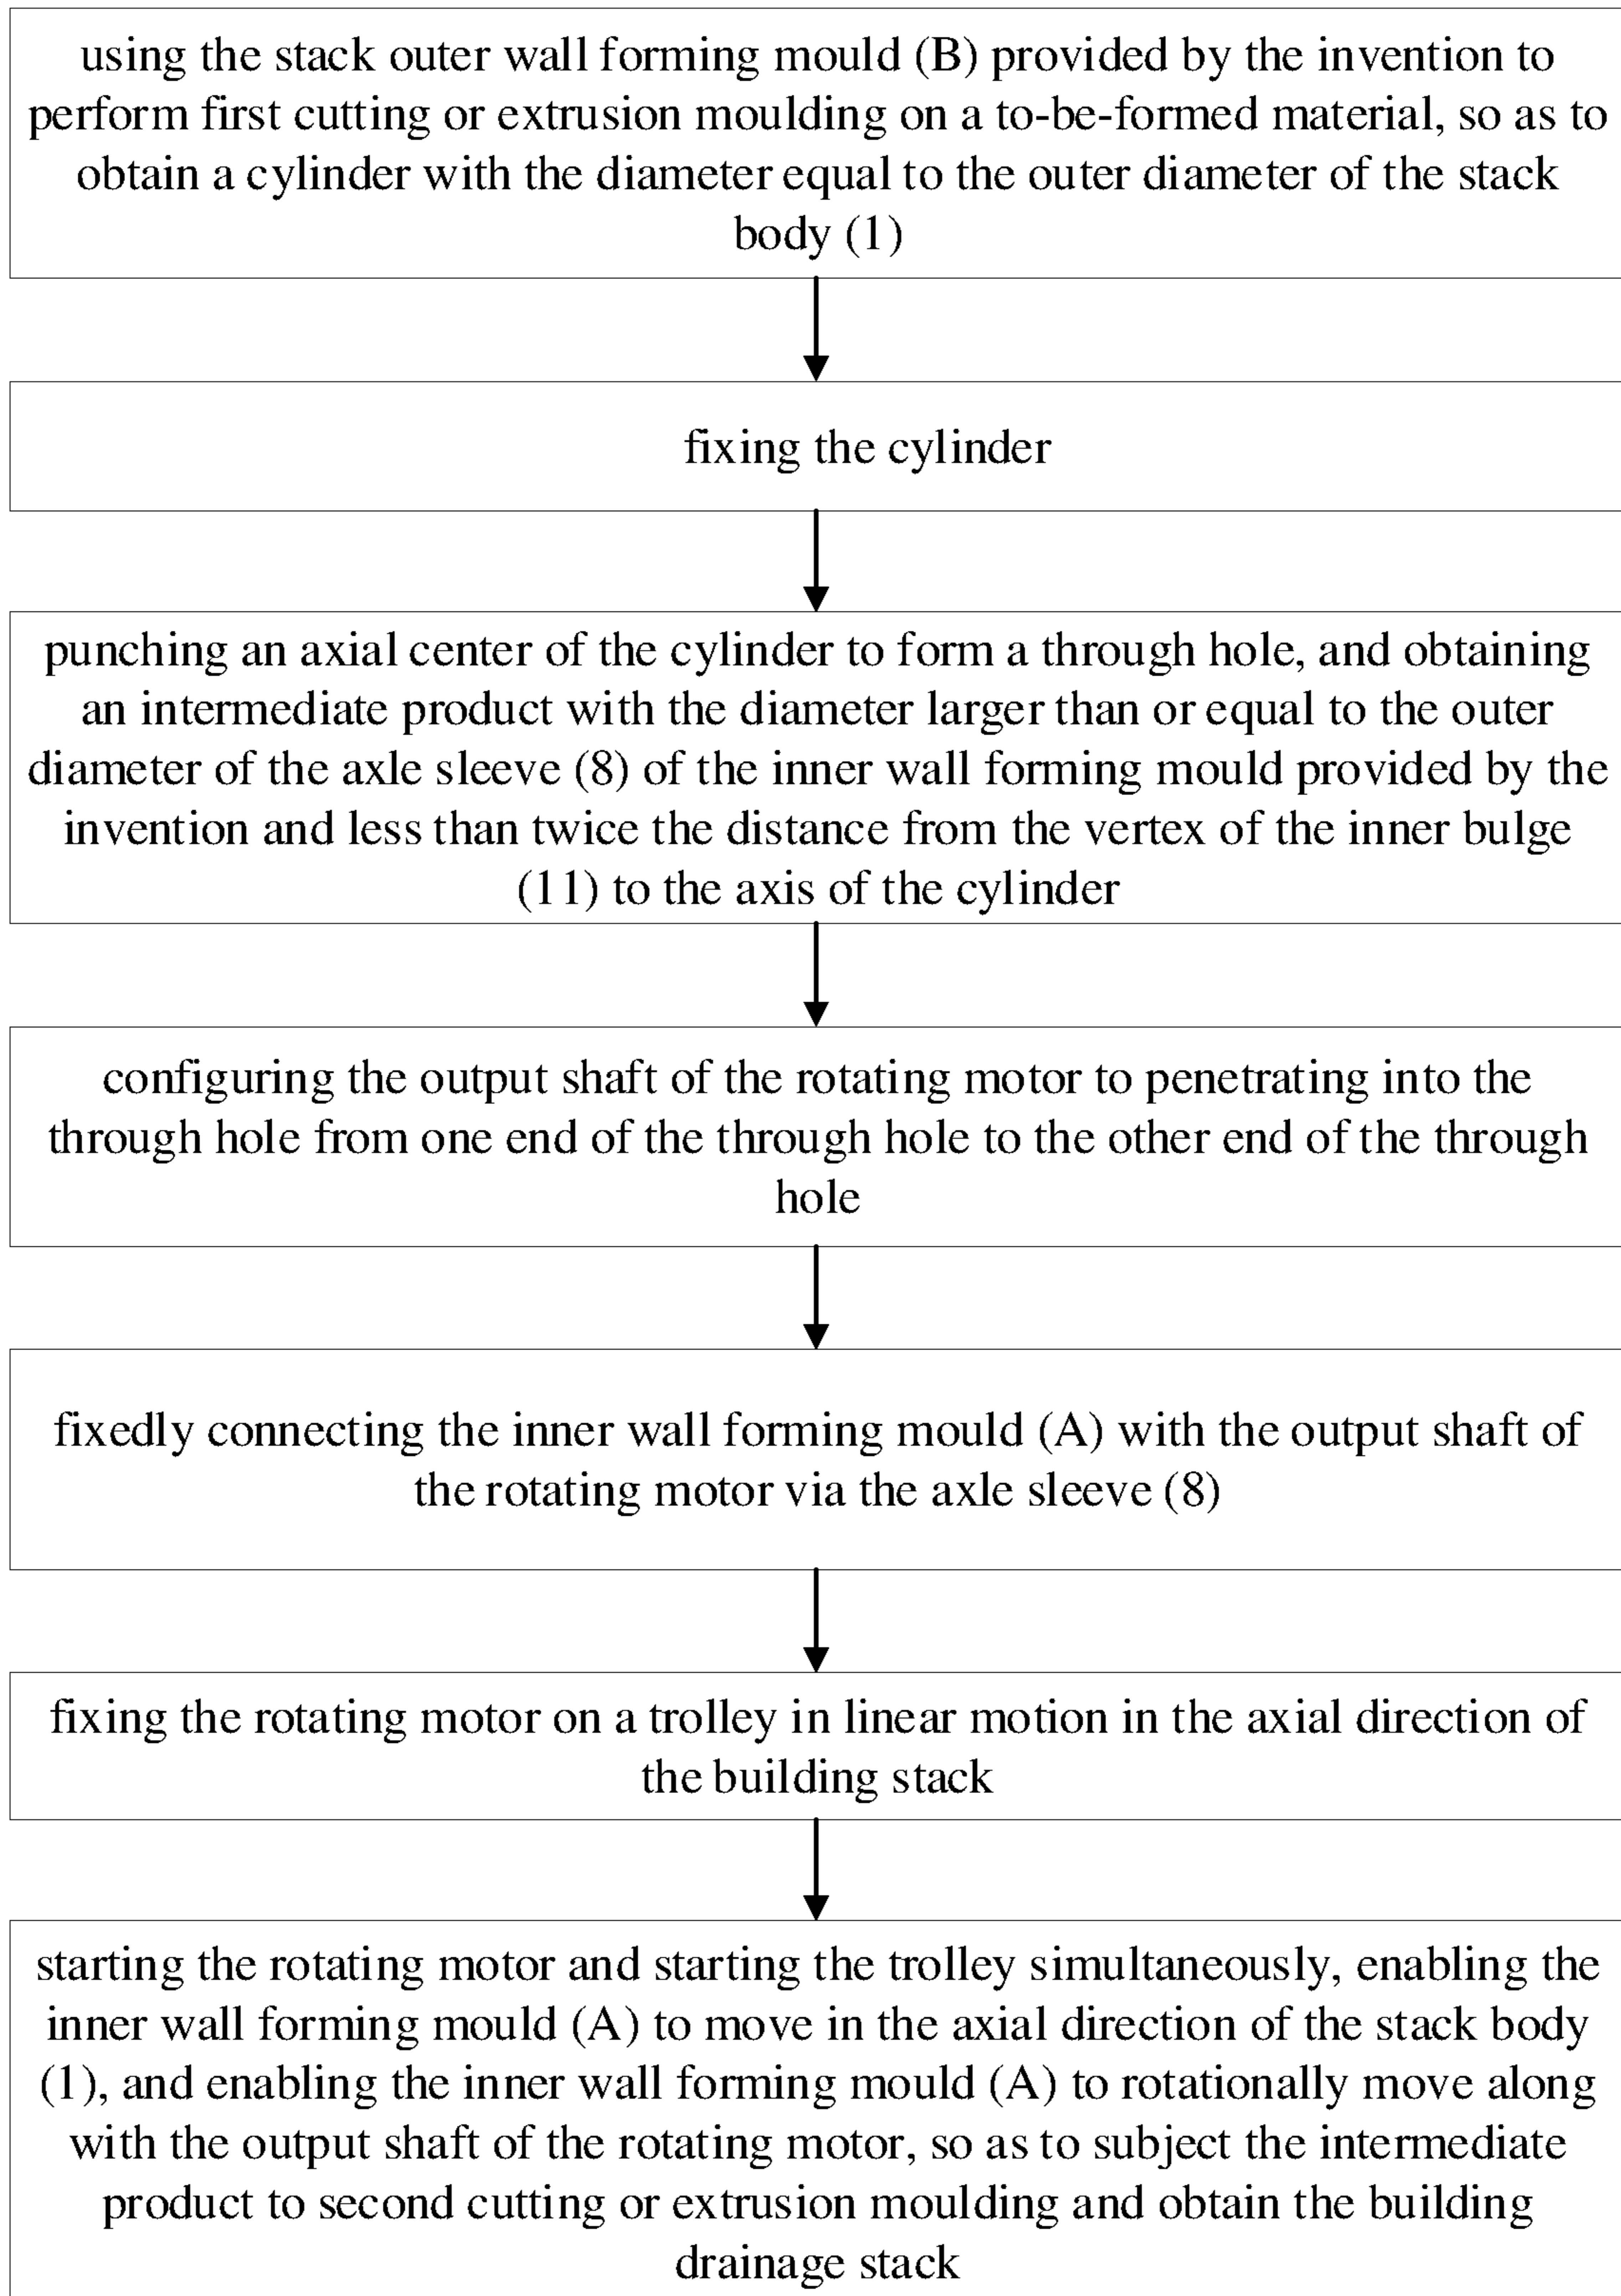 using the stack outer wall forming mould (B) provided by the invention to
perform first cutting or extrusion moulding on a to-be-formed material, so as to
obtain a cylinder with the diameter equal to the outer diameter of the stack
body (1)
fixing the cylinder
punching an axial center of the cylinder to form a through hole, and obtaining
an intermediate product with the diameter larger than or equal to the outer
diameter of the axle sleeve (8) of the inner wall forming mould provided by the
invention and less than twice the distance from the vertex of the inner bulge
(11) to the axis of the cylinder
configuring the output shaft of the rotating motor to penetrating into the
through hole from one end of the through hole to the other end of the through
hole
fixedly connecting the inner wall forming mould (A) with the output shaft of
the rotating motor via the axle sleeve (8)
fixing the rotating motor on a trolley in linear motion in the axial direction of
the building stack
starting the rotating motor and starting the trolley simultaneously, enabling the
inner wall forming mould (A) to move in the axial direction of the stack body
(1), and enabling the inner wall forming mould (A) to rotationally move along
with the output shaft of the rotating motor, so as to subject the intermediate
product to second cutting or extrusion moulding and obtain the building
drainage stack